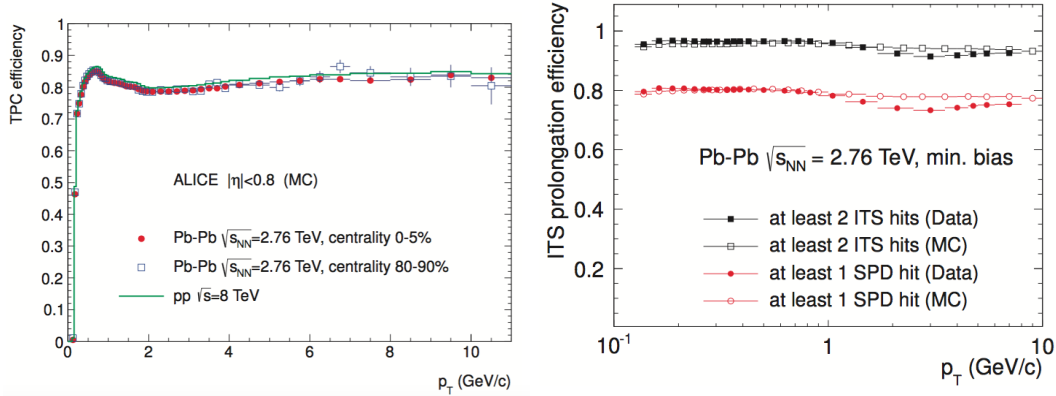 TPC efficiency
1
0.9
0.8
0.7
0.6
0.5
0.4
0.3
0.2
0.1
0
ALICE |η|<0.8 (MC)
Pb-Pb √sNN=2.76 TeV, centrality 0-5%
Pb-Pb √sNN=2.76 TeV, centrality 80-90%
pp √s=8 TeV
0 2 4 6 8 10
pT (GeV/c)
ITS prolongation efficiency
1
0.8
0.6
0.4
0.2
Pb-Pb √sNN = 2.76 TeV, min. bias
at least 2 ITS hits (Data)
at least 2 ITS hits (MC)
at least 1 SPD hit (Data)
at least 1 SPD hit (MC)
10-1 1 10
pT (GeV/c)